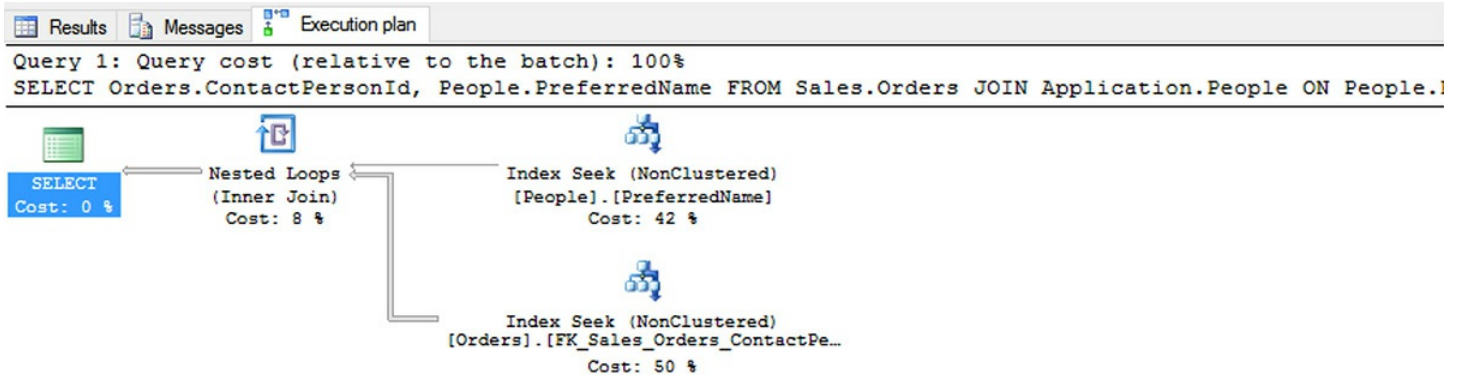 Results Messages Execution plan
Query 1: Query cost (relative to the batch): 100%
SELECT Orders.ContactPersonId, People.PreferredName FROM Sales.Orders JOIN Application.People ON People.
SELECT
Cost: 0 %
Nested Loops
(Inner Join)
Cost: 8 %
Index Seek (NonClustered)
[People].[PreferredName]
Cost: 42 %
Index Seek (NonClustered)
[Orders].[FK_Sales_Orders_ContactPe…
Cost: 50 %